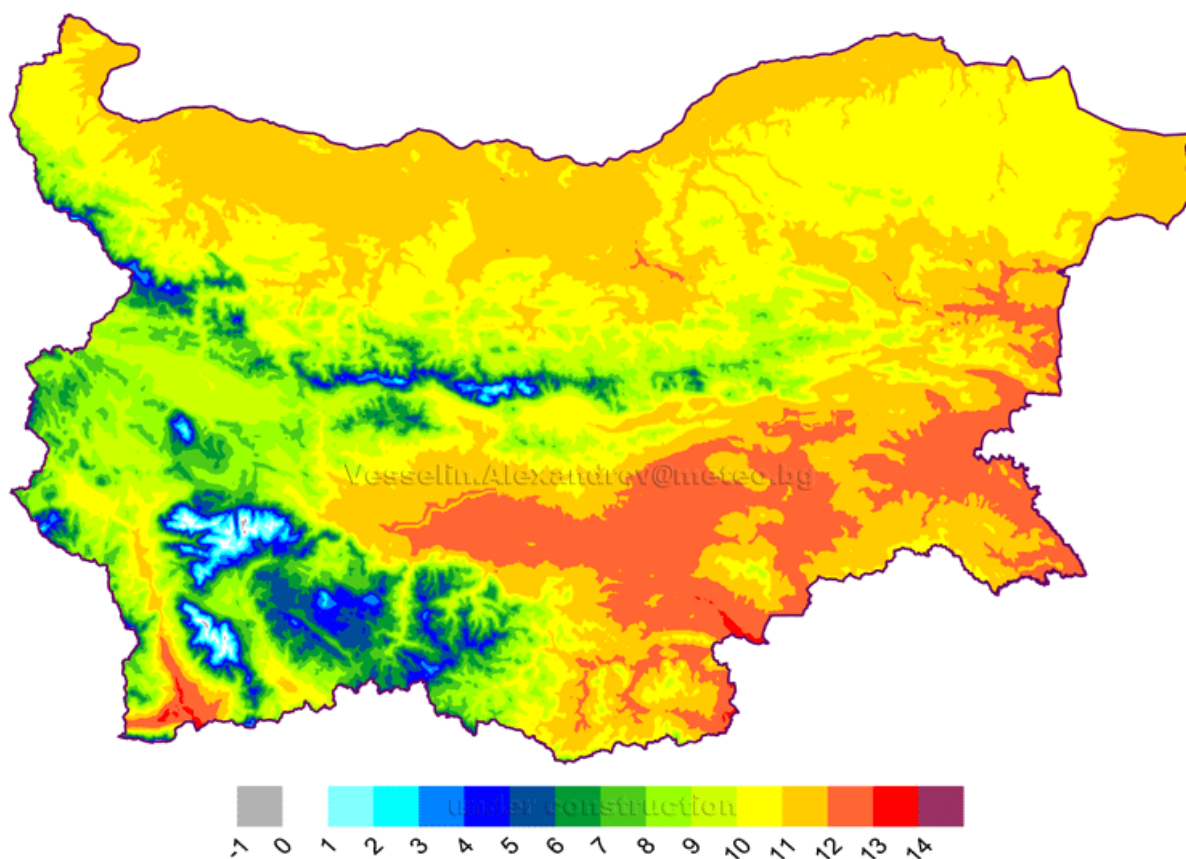 Vesselin.Alexandrov@meteo.bg
under construction
-1 0 1 2 3 4 5 6 7 8 9 10 11 12 13 14